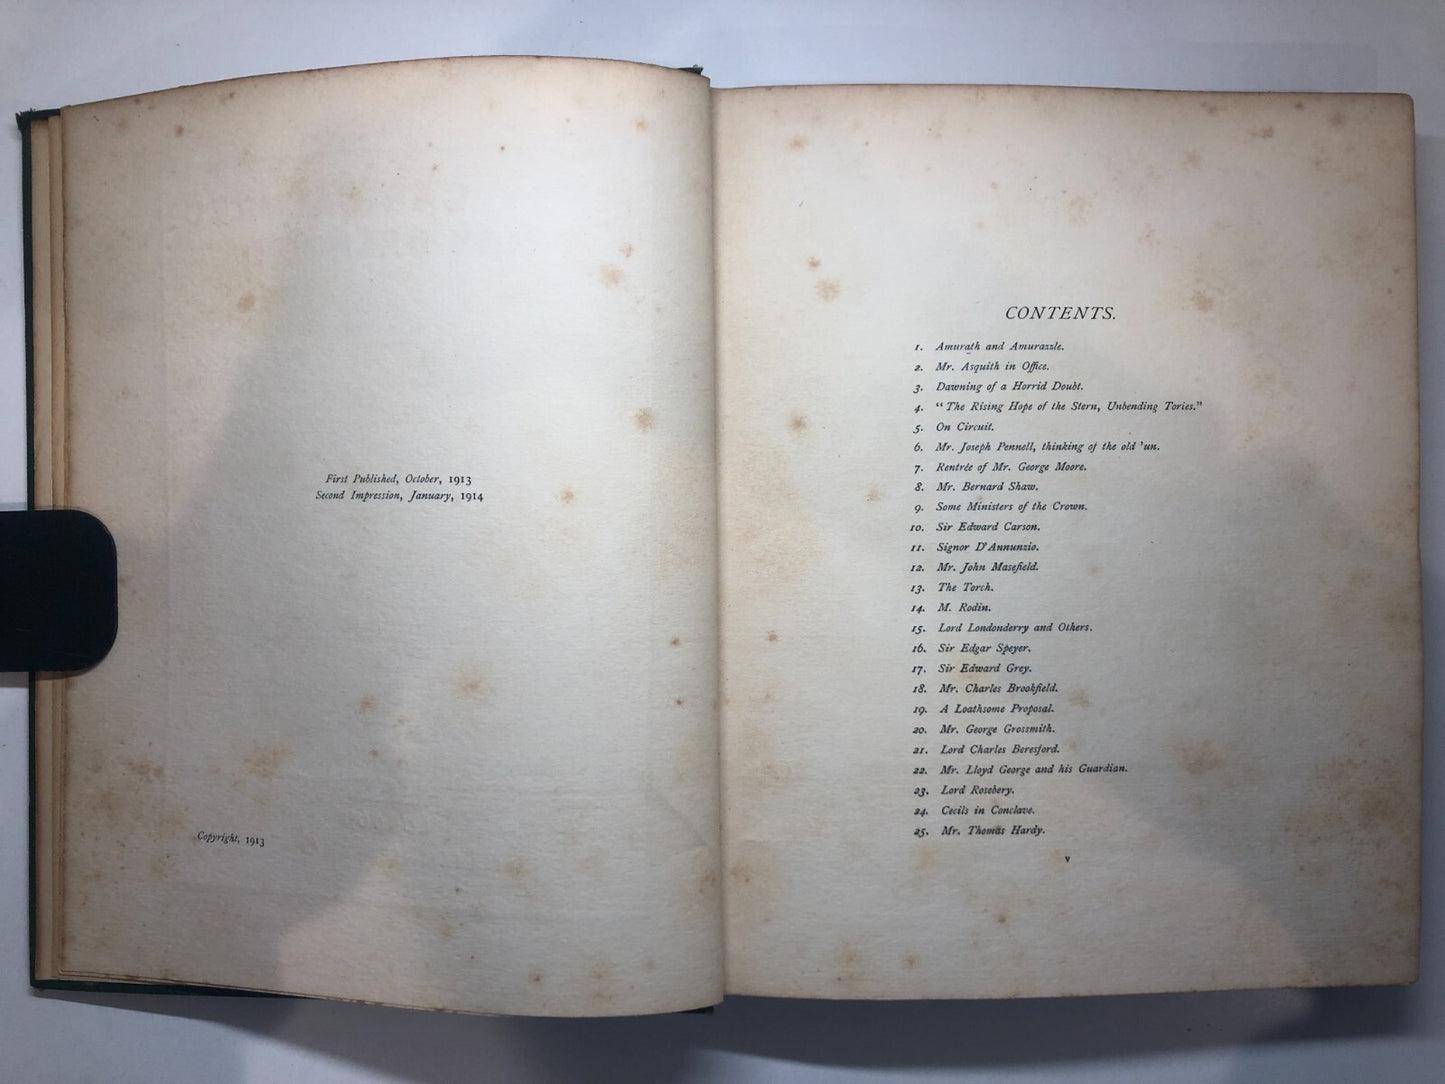 First Published, October, 1913
Second Impression, January, 1914
Copyright, 1913
CONTENTS.
1. Amurath and Amurazzle.
2. Mr. Asquith in Office.
3. Dawning of a Horrid Doubt.
4. "The Rising Hope of the Stern, Unbending Tories."
5. On Circuit.
6. Mr. Joseph Pennell, thinking of the old 'un.
7. Rentrée of Mr. George Moore.
8. Mr. Bernard Shaw.
9. Some Ministers of the Crown.
10. Sir Edward Carson.
11. Signor D'Annunzio.
12. Mr. John Masefield.
13. The Torch.
14. M. Rodin.
15. Lord Londonderry and Others.
16. Sir Edgar Speyer.
17. Sir Edward Grey.
18. Mr. Charles Brookfield.
19. A Loathsome Proposal.
20. Mr. George Grossmith.
21. Lord Charles Beresford.
22. Mr. Lloyd George and his Guardian.
23. Lord Rosebery.
24. Cecils in Conclave.
25. Mr. Thomas Hardy.
v